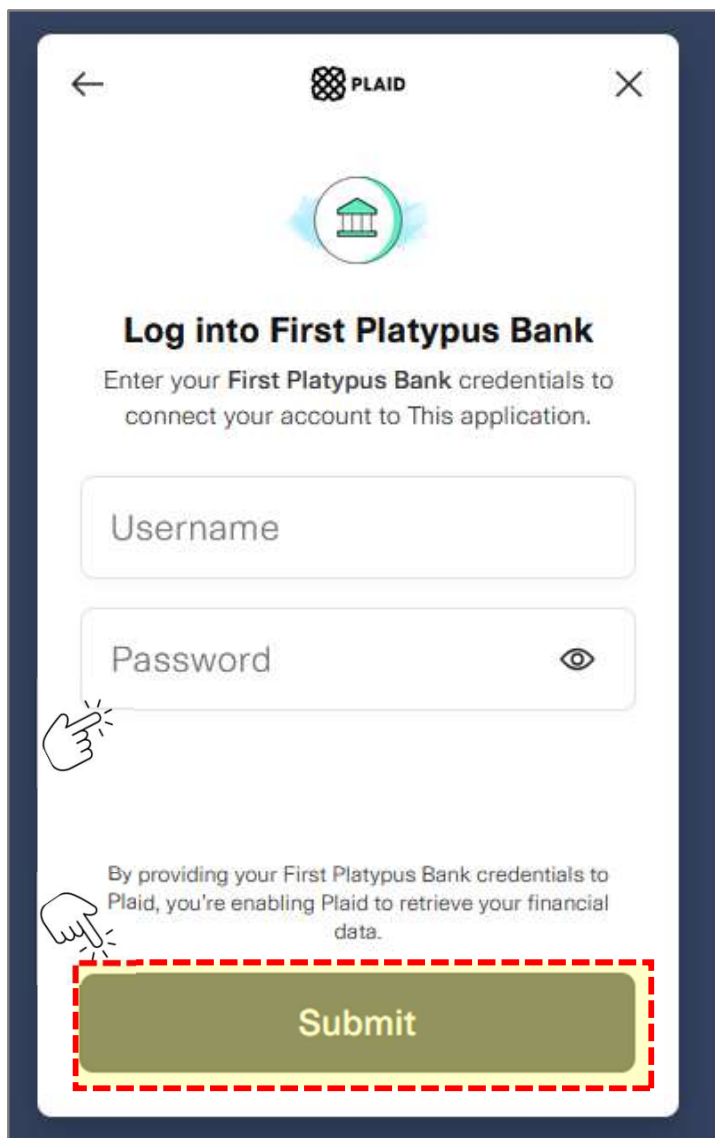 PLAID
Log into First Platypus Bank
Enter your First Platypus Bank credentials to
connect your account to This application.
Username
Password
By providing your First Platypus Bank credentials to
Plaid, you're enabling Plaid to retrieve your financial
data.
Submit